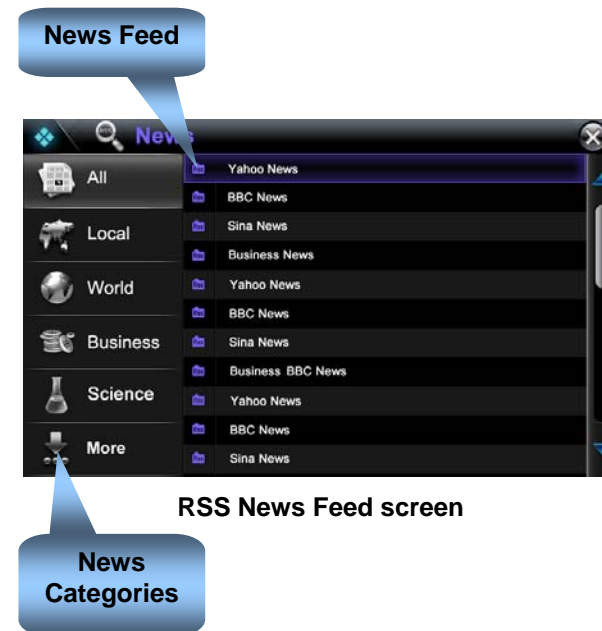 News Feed
News
All
Local
World
Business
Science
More
Yahoo News
BBC News
Sina News
Business News
Yahoo News
BBC News
Sina News
Business BBC News
Yahoo News
BBC News
Sina News
RSS News Feed screen
News
Categories